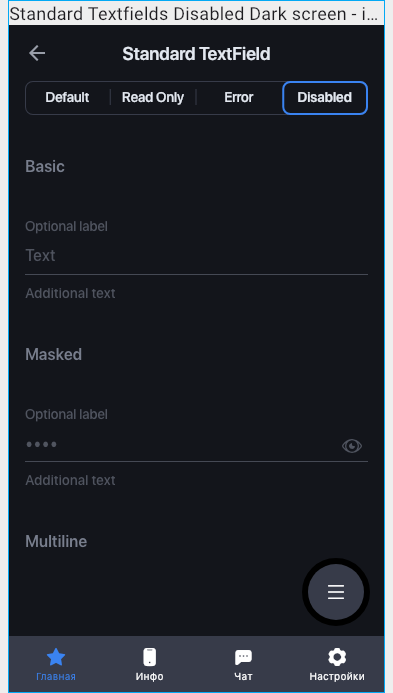 Standard Textfields Disabled Dark screen - i...
Standard TextField
Default Read Only Error Disabled
Basic
Optional label
Text
Additional text
Masked
Optional label
••••
Additional text
Multiline
Главная Инфо Чат Настройки